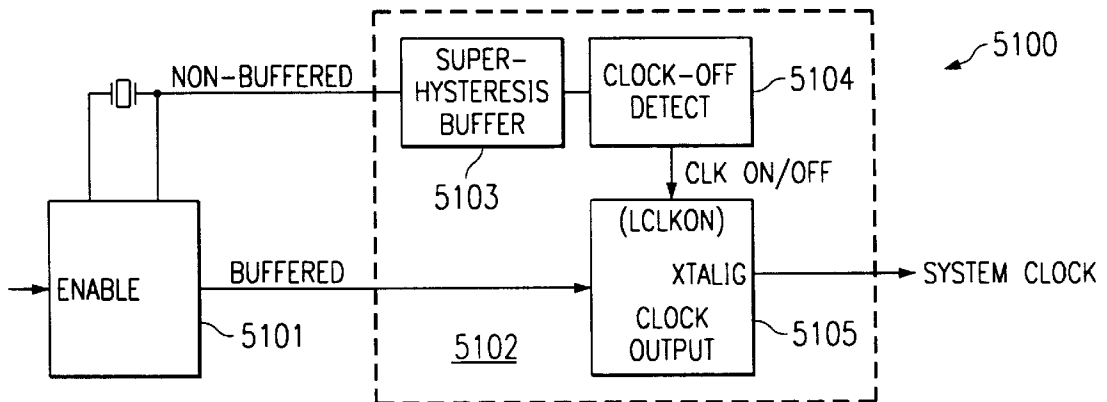 5100
NON-BUFFERED
SUPER-
HYSTERESIS
BUFFER
5103
CLOCK-OFF
DETECT
5104
CLK ON/OFF
ENABLE
5101
BUFFERED
5102
(LCLKON)
XTALIG
CLOCK
OUTPUT
5105
SYSTEM CLOCK